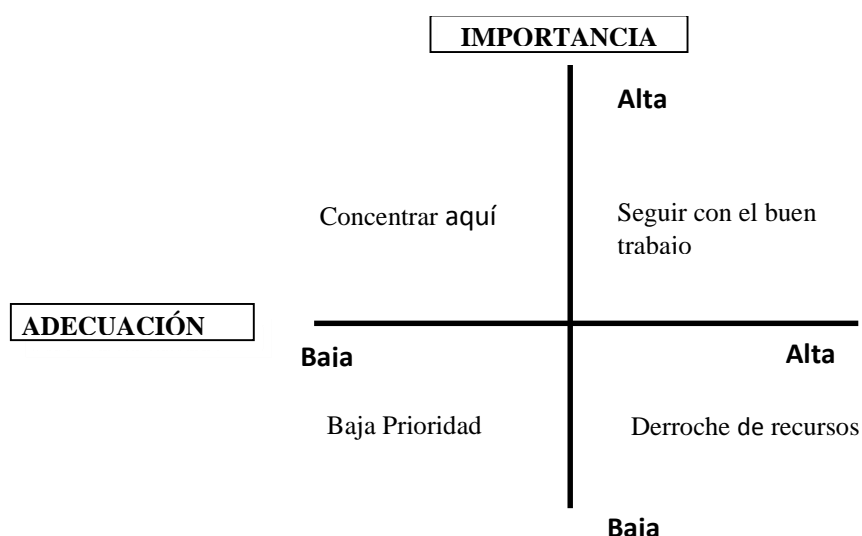 IMPORTANCIA
Alta
Concentrar aquí
Seguir con el buen
trabajo
ADECUACIÓN
Baja
Alta
Baja Prioridad
Derroche de recursos
Baja